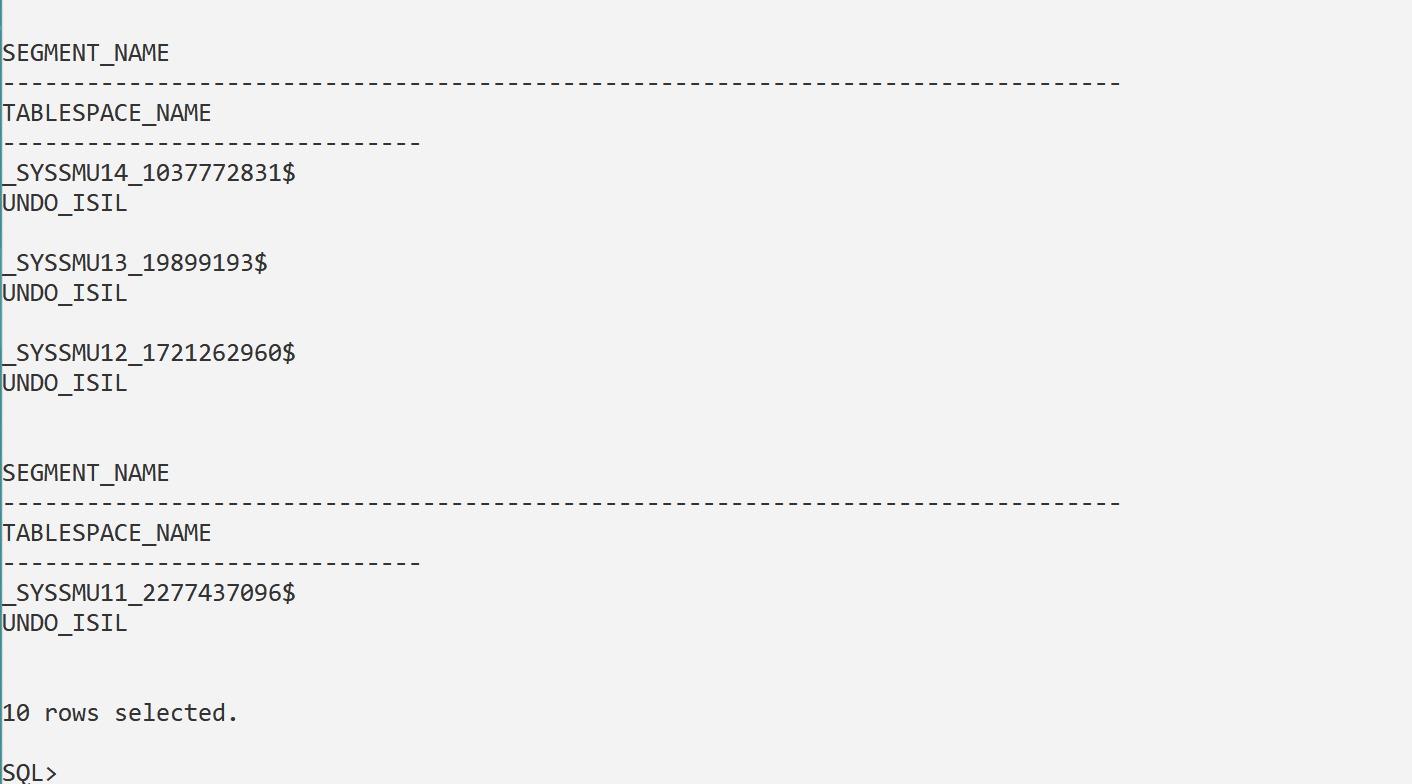 SEGMENT_NAME
--------------------------------------------------------------------------------
TABLESPACE_NAME
------------------------------
_SYSSMU14_1037772831$
UNDO_ISIL
_SYSSMU13_19899193$
UNDO_ISIL
_SYSSMU12_1721262960$
UNDO_ISIL
SEGMENT_NAME
--------------------------------------------------------------------------------
TABLESPACE_NAME
------------------------------
_SYSSMU11_2277437096$
UNDO_ISIL
10 rows selected.
SQL>